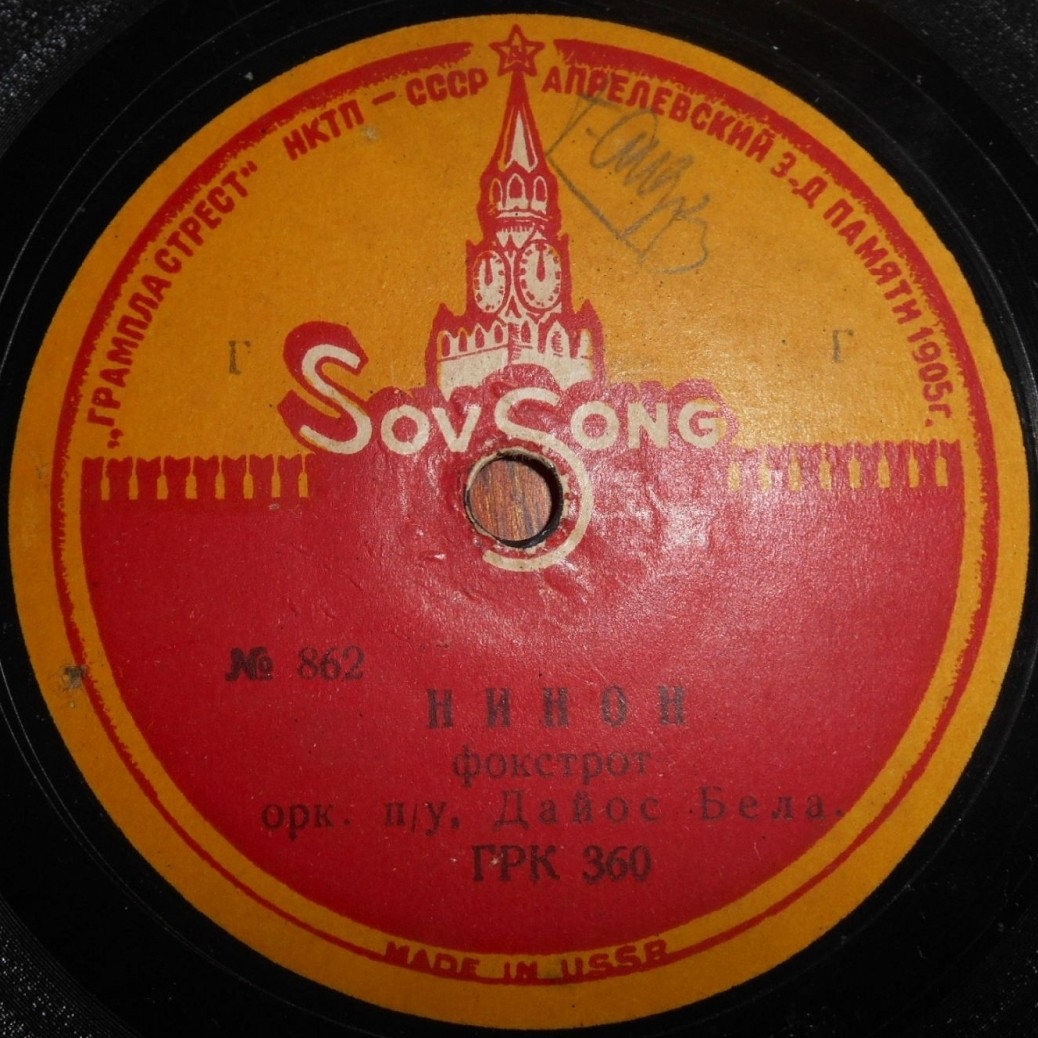 „ГРАМПЛАСТРЕСТ“ НКТП – СССР АПРЕЛЕВСКИЙ З-Д ПАМЯТИ 1905г.
Г Г
SOVSONG
№ 862
НИНОН
фокстрот
орк. п/у. Дайос Бела.
ГРК 360
MADE IN USSR